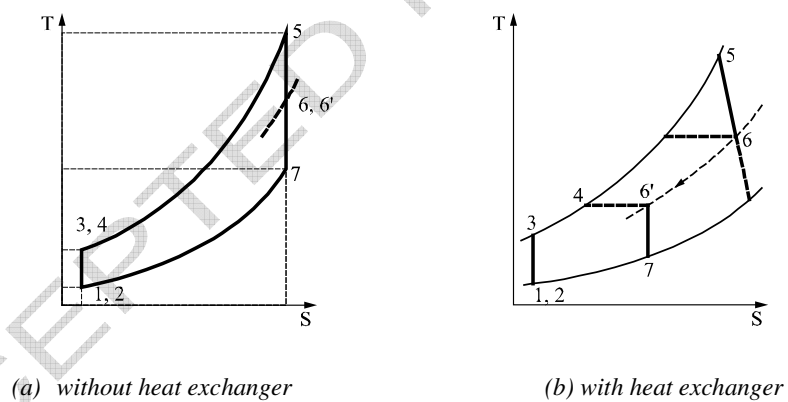 T
5
6, 6'
7
3, 4
1, 2
S
(a) without heat exchanger
T
5
6
6'
4
3
7
1, 2
S
(b) with heat exchanger
EPTED